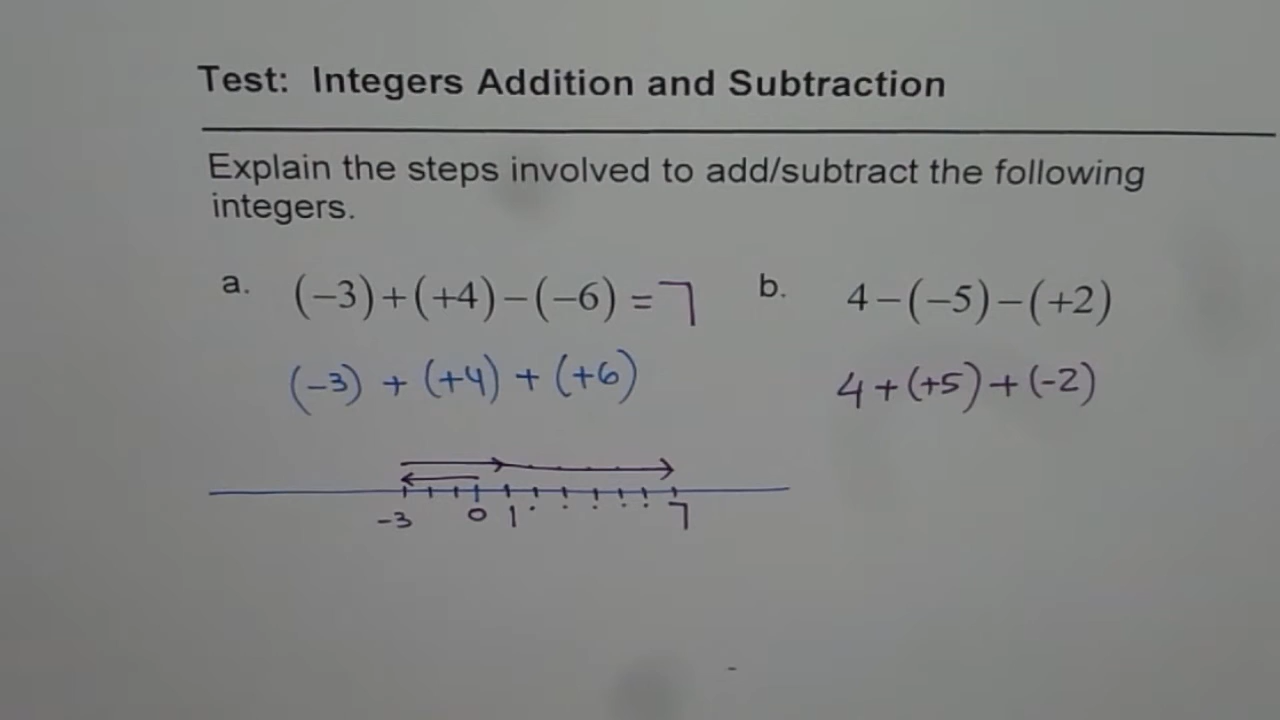 Test: Integers Addition and Subtraction
Explain the steps involved to add/subtract the following
integers.
a. (−3)+(+4)−(−6) = 7
b. 4−(−5)−(+2)
(-3) + (+4) + (+6)
4+(+5)+(-2)
-3 0 1 7